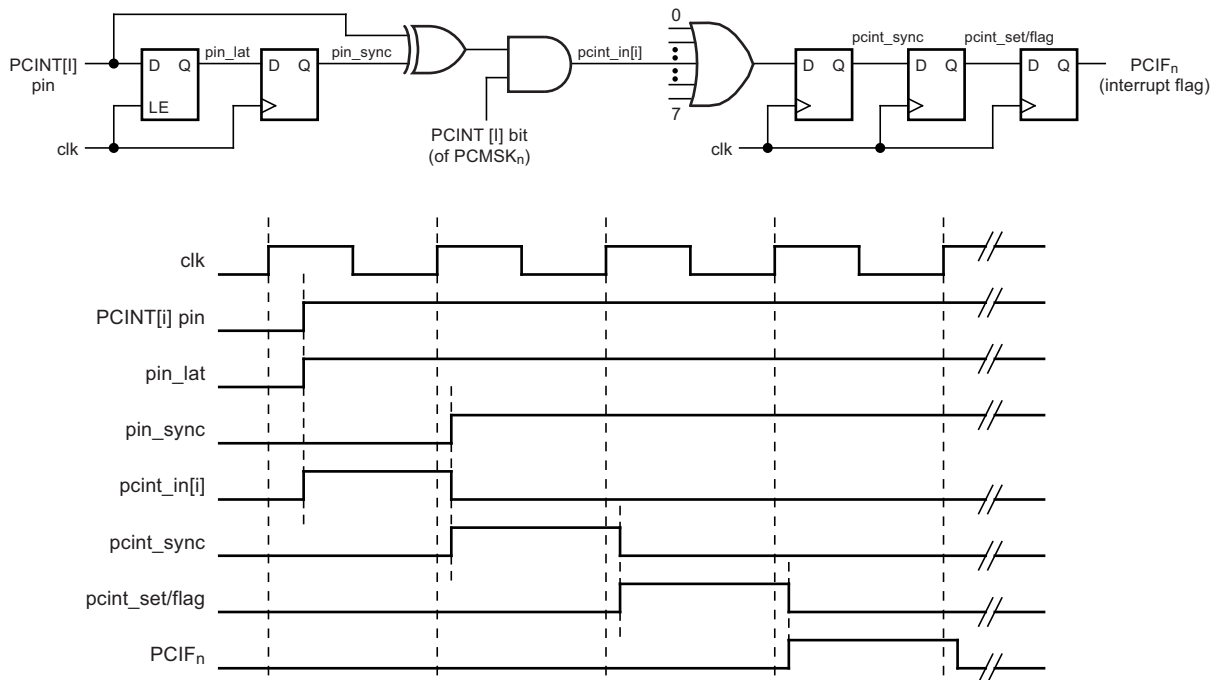 PCINT[I]
pin
D Q
LE
pin_lat
D Q
pin_sync
clk
PCINT [I] bit
(of PCMSKn)
pcint_in[i]
0
7
D Q
pcint_sync
D Q
pcint_set/flag
D Q
PCIFn
(interrupt flag)
clk
clk
PCINT[i] pin
pin_lat
pin_sync
pcint_in[i]
pcint_sync
pcint_set/flag
PCIFn